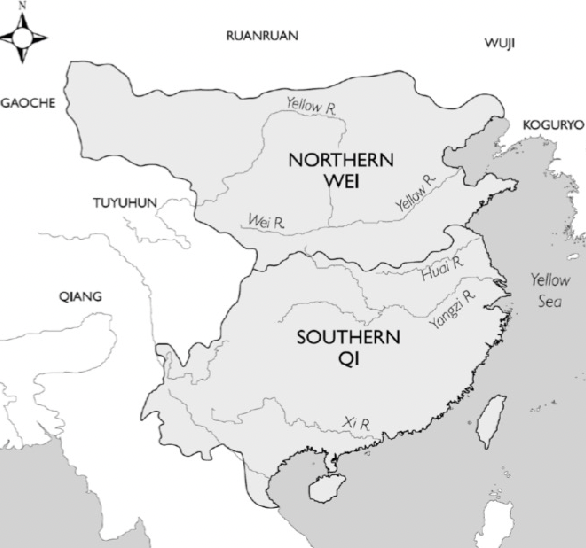 N
RUANRUAN
WUJI
GAOCHE
Yellow R.
KOGURYO
NORTHERN
WEI
Yellow R.
TUYUHUN
Wei R.
Huai R.
Yellow
Sea
QIANG
Yangzi R.
SOUTHERN
QI
Xi R.